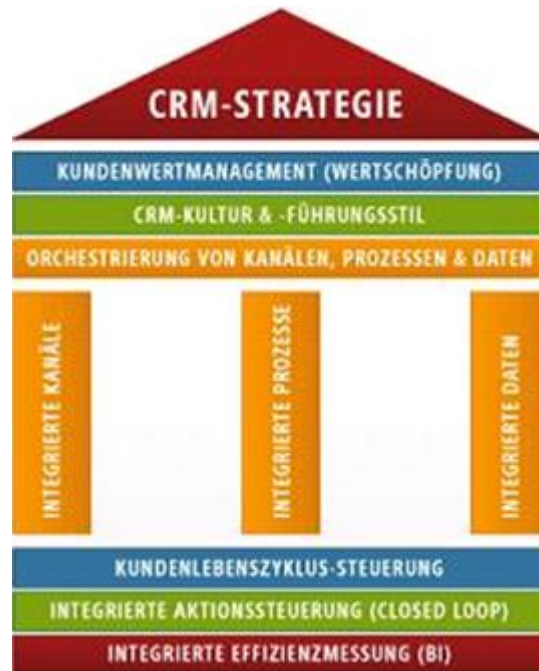 CRM-STRATEGIE
KUNDENWERTMANAGEMENT (WERTSCHÖPFUNG)
CRM-KULTUR & -FÜHRUNGSSTIL
ORCHESTRIERUNG VON KANÄLEN, PROZESSEN & DATEN
INTEGRIERTE KANÄLE
INTEGRIERTE PROZESSE
INTEGRIERTE DATEN
KUNDENLEBENSZYKLUS-STEUERUNG
INTEGRIERTE AKTIONSSTEUERUNG (CLOSED LOOP)
INTEGRIERTE EFFIZIENZMESSUNG (BI)